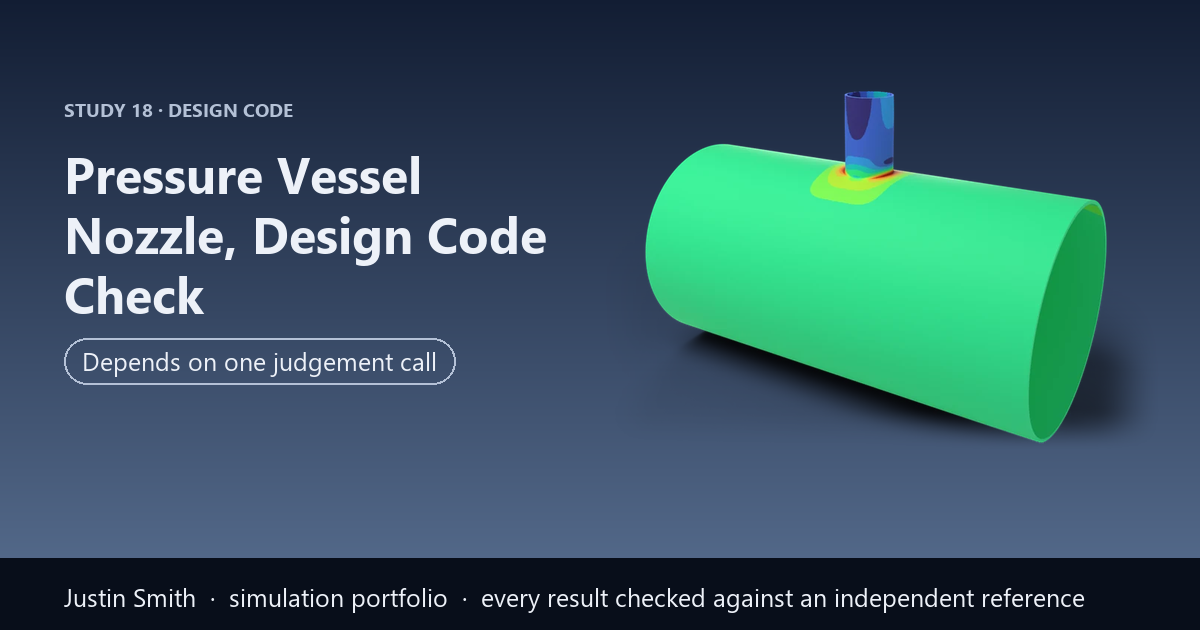 STUDY 18 · DESIGN CODE
Pressure Vessel
Nozzle, Design Code
Check
Depends on one judgement call
Justin Smith · simulation portfolio · every result checked against an independent reference